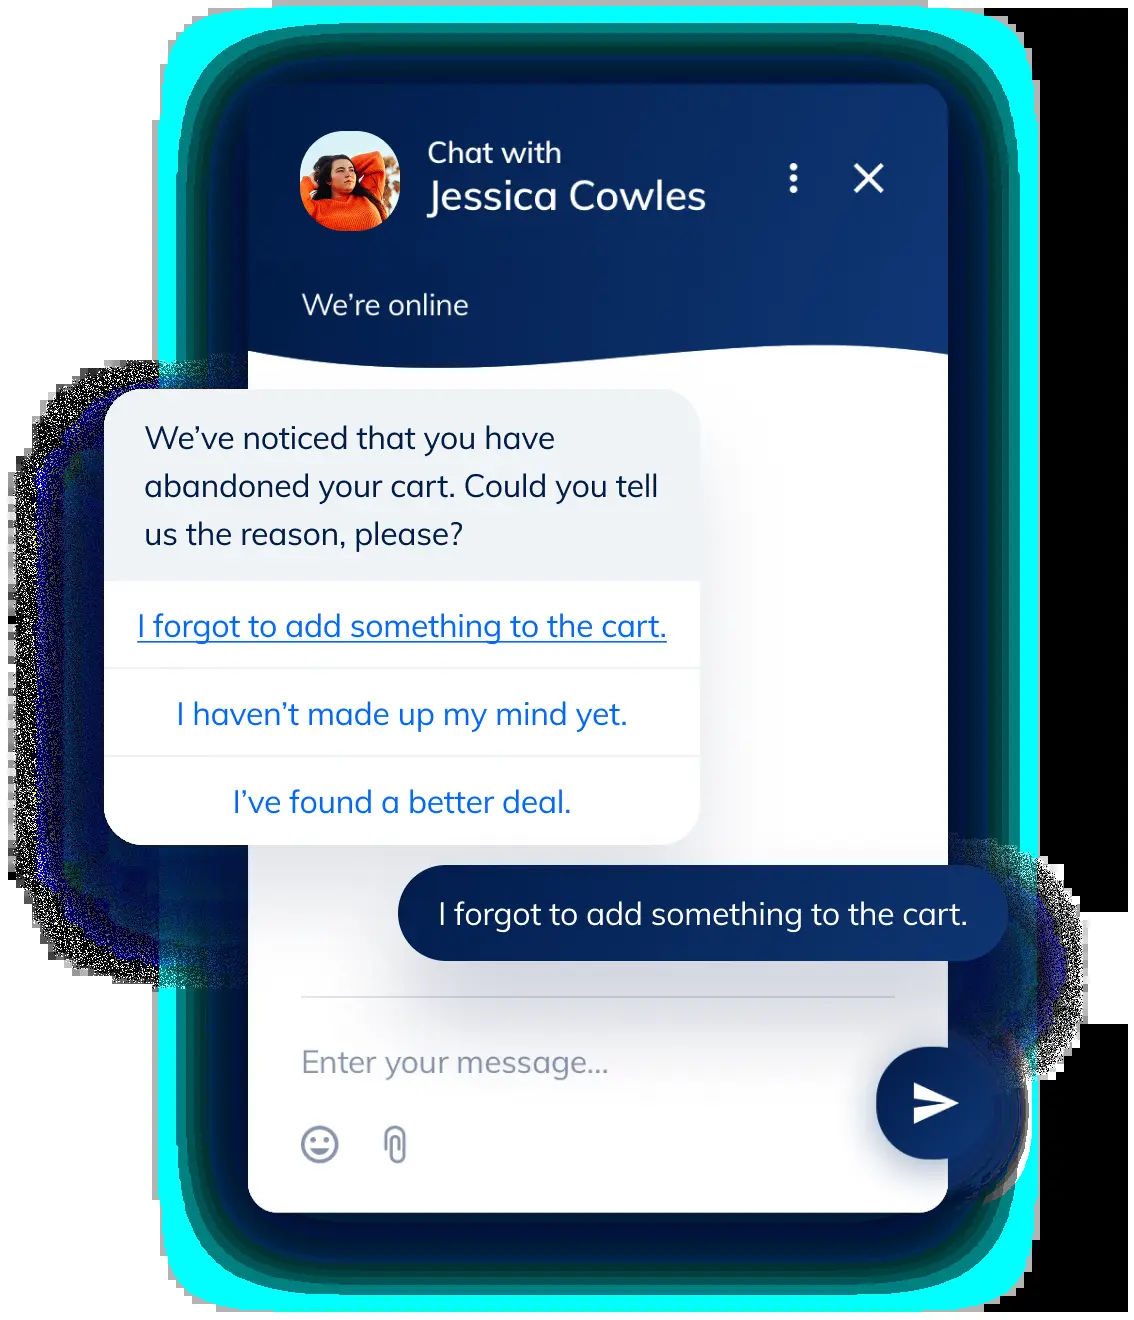 Chat with
Jessica Cowles
We’re online
We’ve noticed that you have
abandoned your cart. Could you tell
us the reason, please?
I forgot to add something to the cart.
I haven’t made up my mind yet.
I’ve found a better deal.
I forgot to add something to the cart.
Enter your message...